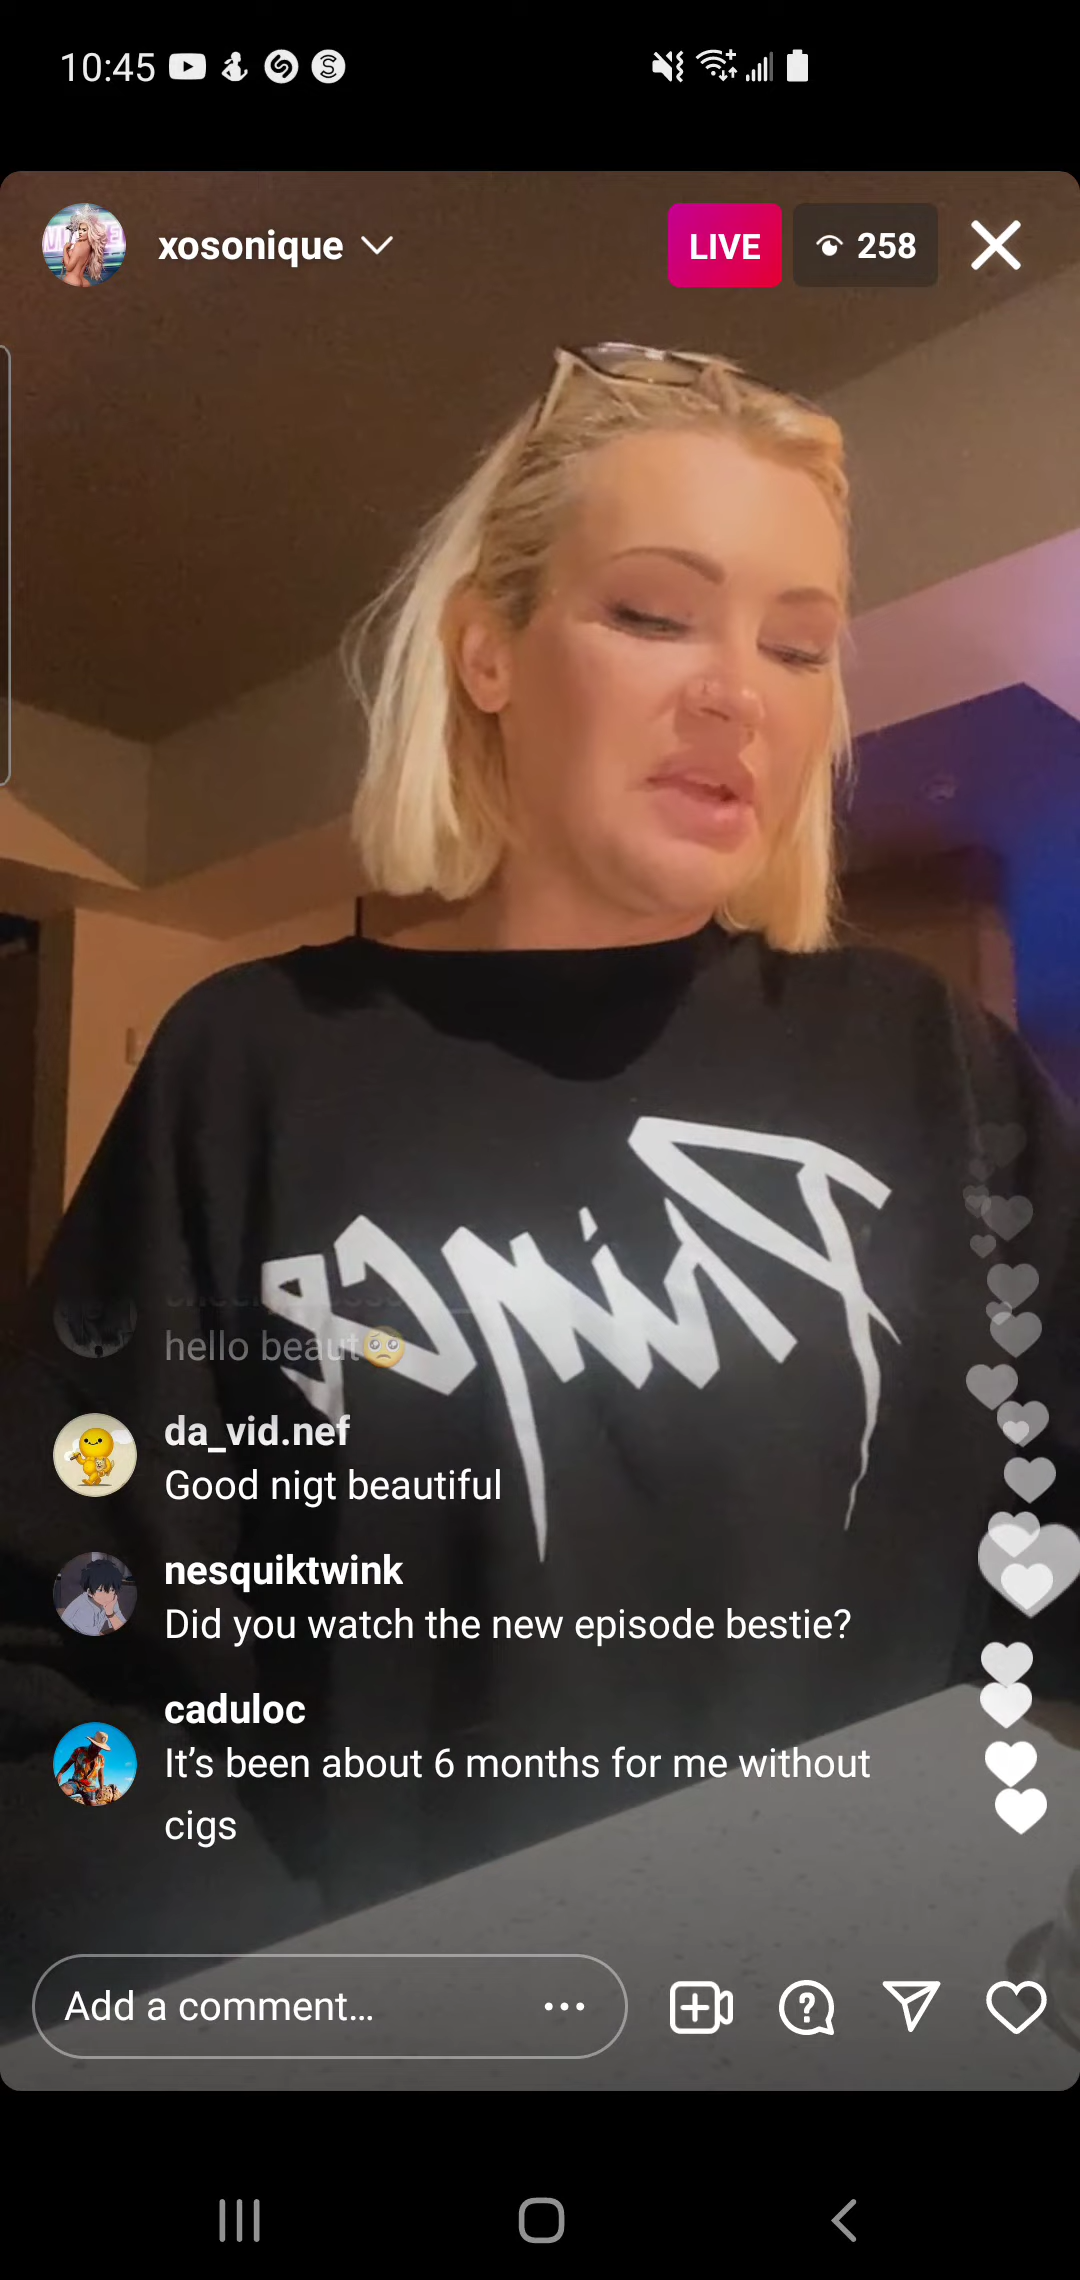 10:45
xosonique
LIVE
258
hello beaut🥺
da_vid.nef
Good nigt beautiful
nesquiktwink
Did you watch the new episode bestie?
caduloc
It's been about 6 months for me without
cigs
Add a comment...